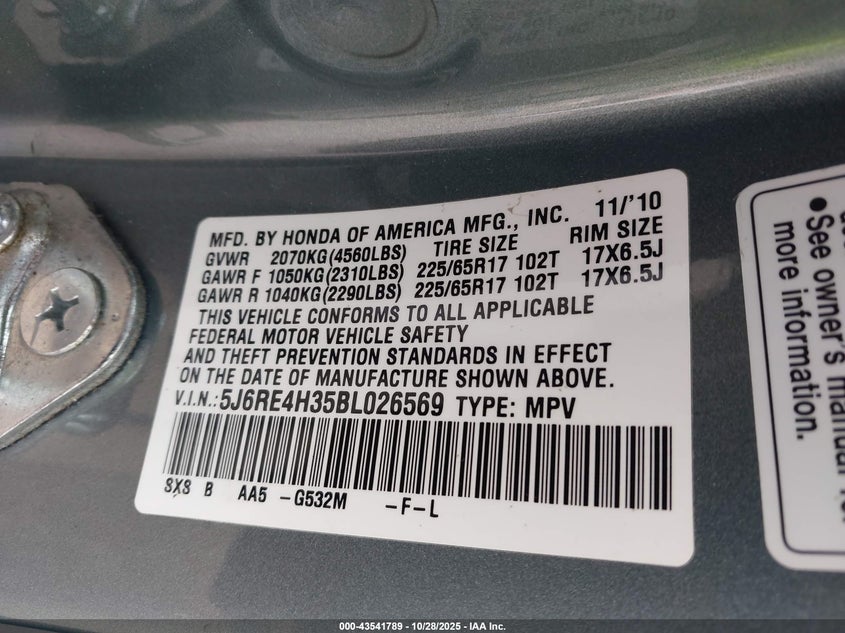 MFD. BY HONDA OF AMERICA MFG., INC. 11/'10
GVWR 2070KG(4560LBS) TIRE SIZE RIM SIZE
GAWR F 1050KG(2310LBS) 225/65R17 102T 17X6.5J
GAWR R 1040KG(2290LBS) 225/65R17 102T 17X6.5J
THIS VEHICLE CONFORMS TO ALL APPLICABLE
FEDERAL MOTOR VEHICLE SAFETY
AND THEFT PREVENTION STANDARDS IN EFFECT
ON THE DATE OF MANUFACTURE SHOWN ABOVE.
V.I.N.: 5J6RE4H35BL026569 TYPE: MPV
SXS B AA5 -G532M -F-L
●See owner's manual for
more information.
000-43541789 - 10/28/2025 - IAA Inc.